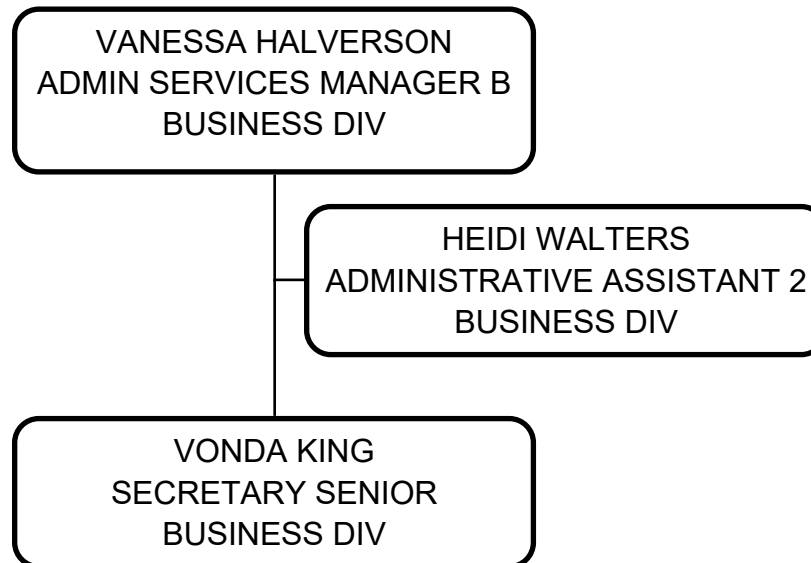 VANESSA HALVERSON
ADMIN SERVICES MANAGER B
BUSINESS DIV
HEIDI WALTERS
ADMINISTRATIVE ASSISTANT 2
BUSINESS DIV
VONDA KING
SECRETARY SENIOR
BUSINESS DIV